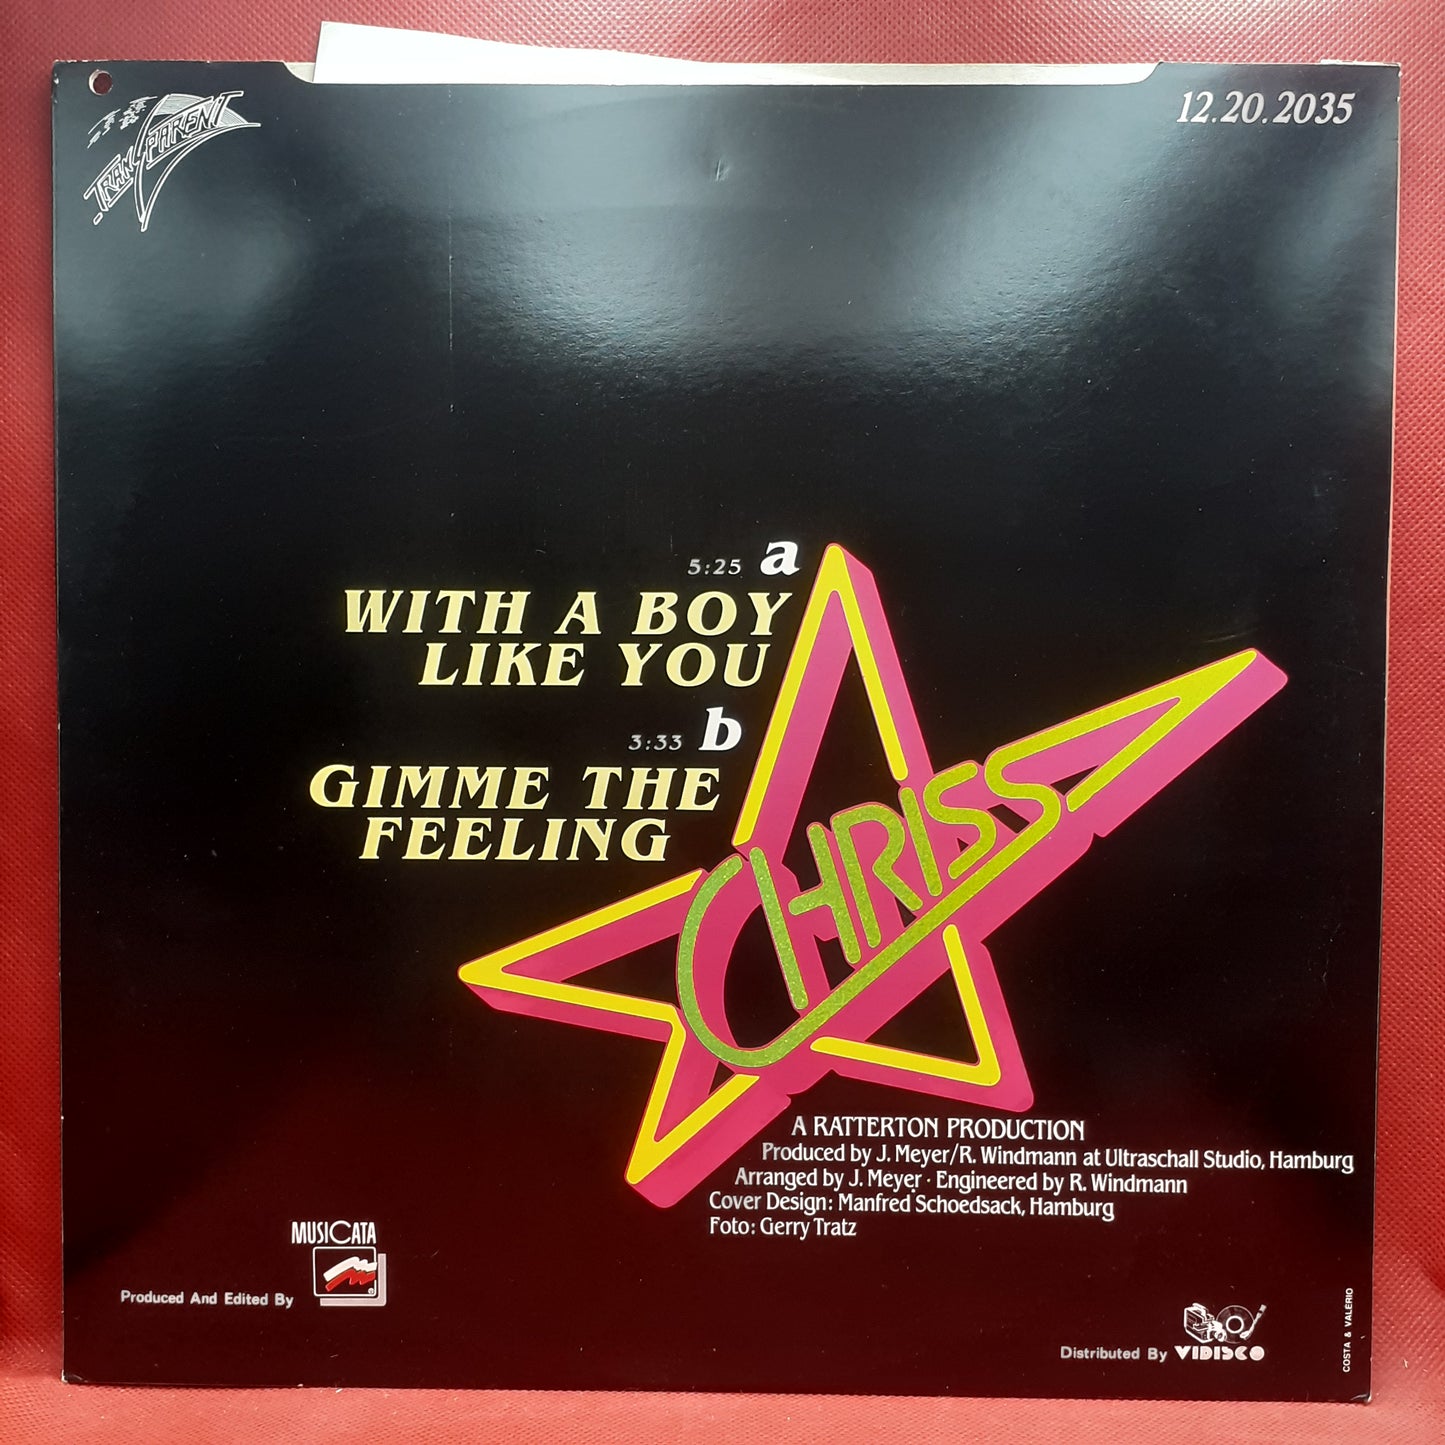 TRANSPARENT
12.20.2035
5:25 a
WITH A BOY
LIKE YOU
3:33 b
GIMME THE
FEELING
CHRISS
A RATTERTON PRODUCTION
Produced by J. Meyer/R. Windmann at Ultraschall Studio, Hamburg
Arranged by J. Meyer · Engineered by R. Windmann
Cover Design: Manfred Schoedsack, Hamburg
Foto: Gerry Tratz
MUSICATA
®
Produced And Edited By
Distributed By VIDISCO
COSTA & VALÉRIO